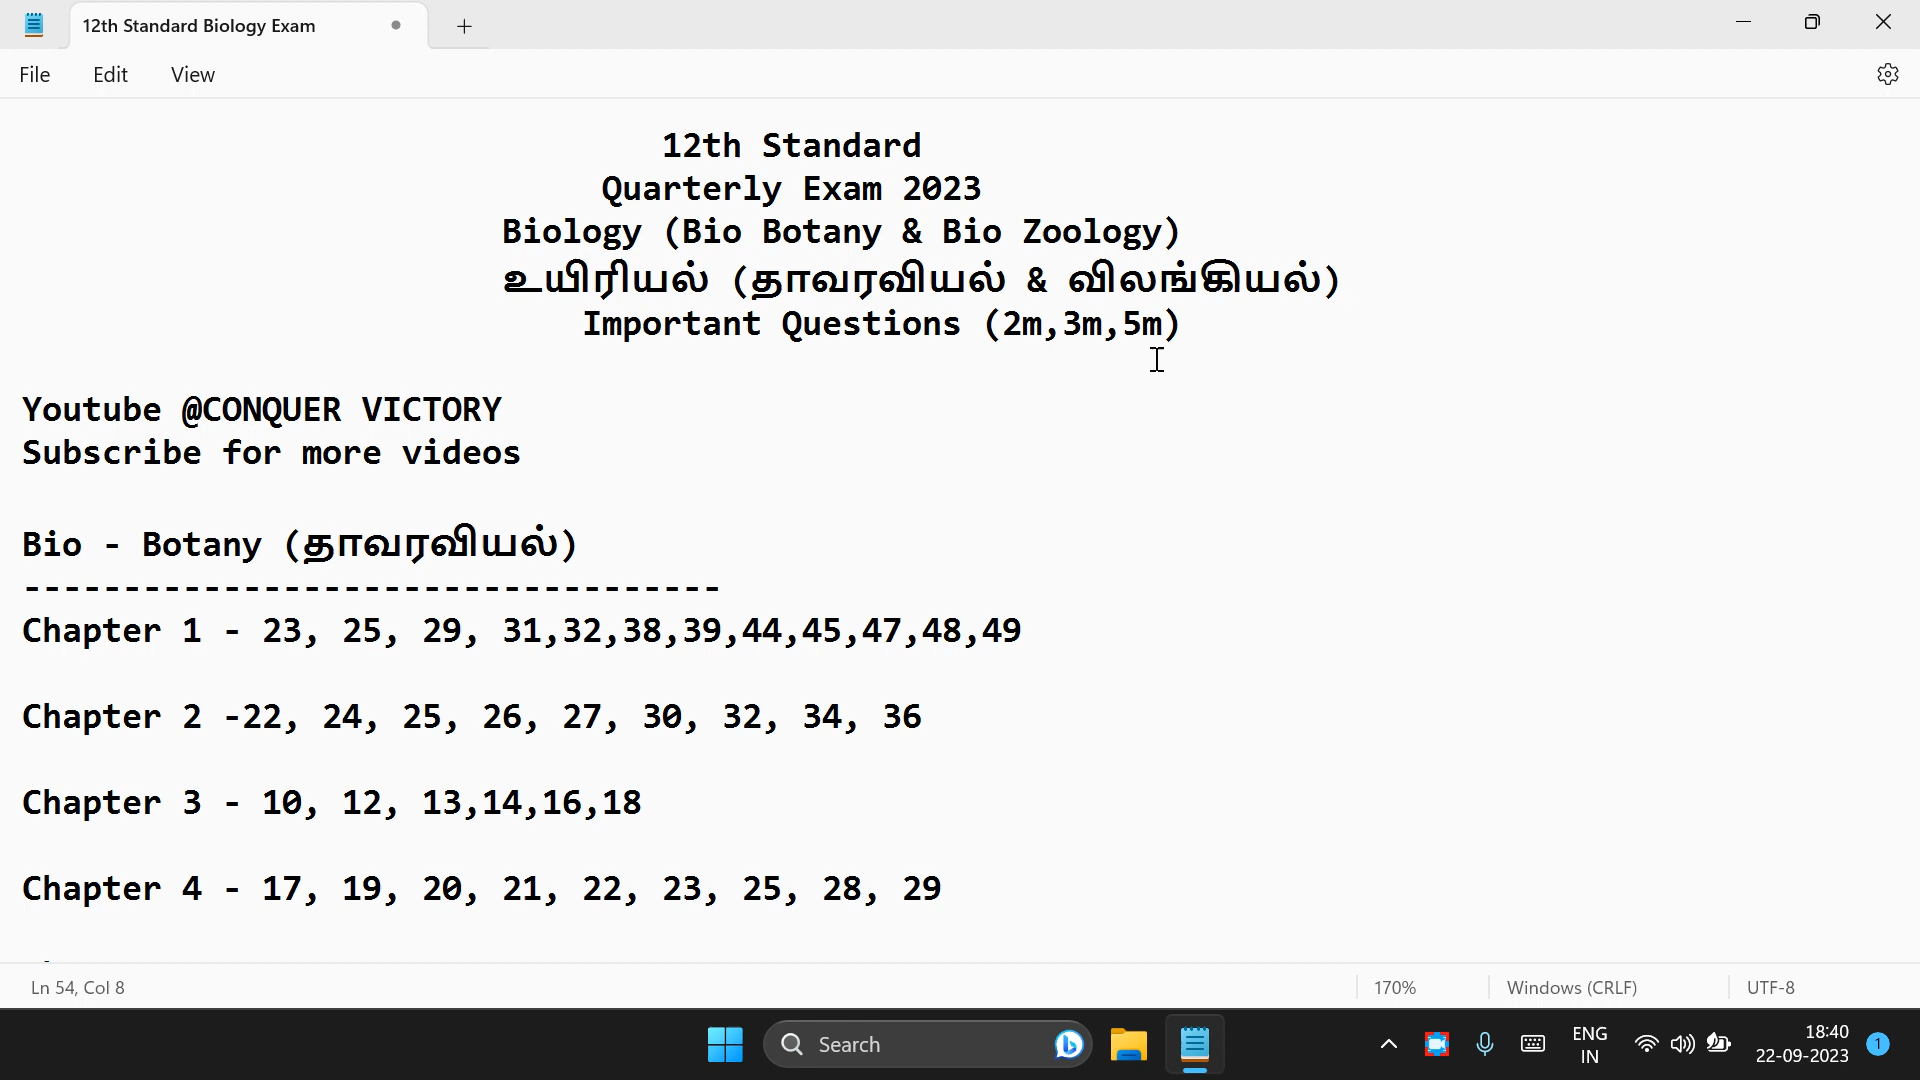 12th Standard Biology Exam
File Edit View
12th Standard
Quarterly Exam 2023
Biology (Bio Botany & Bio Zoology)
உயிரியல் (தாவரவியல் & விலங்கியல்)
Important Questions (2m,3m,5m)
Youtube @CONQUER VICTORY
Subscribe for more videos
Bio - Botany (தாவரவியல்)
-----------------------------------
Chapter 1 - 23, 25, 29, 31,32,38,39,44,45,47,48,49
Chapter 2 -22, 24, 25, 26, 27, 30, 32, 34, 36
Chapter 3 - 10, 12, 13,14,16,18
Chapter 4 - 17, 19, 20, 21, 22, 23, 25, 28, 29
Ln 54, Col 8 170% Windows (CRLF) UTF-8
Search ENG 18:40
IN 22-09-2023 1